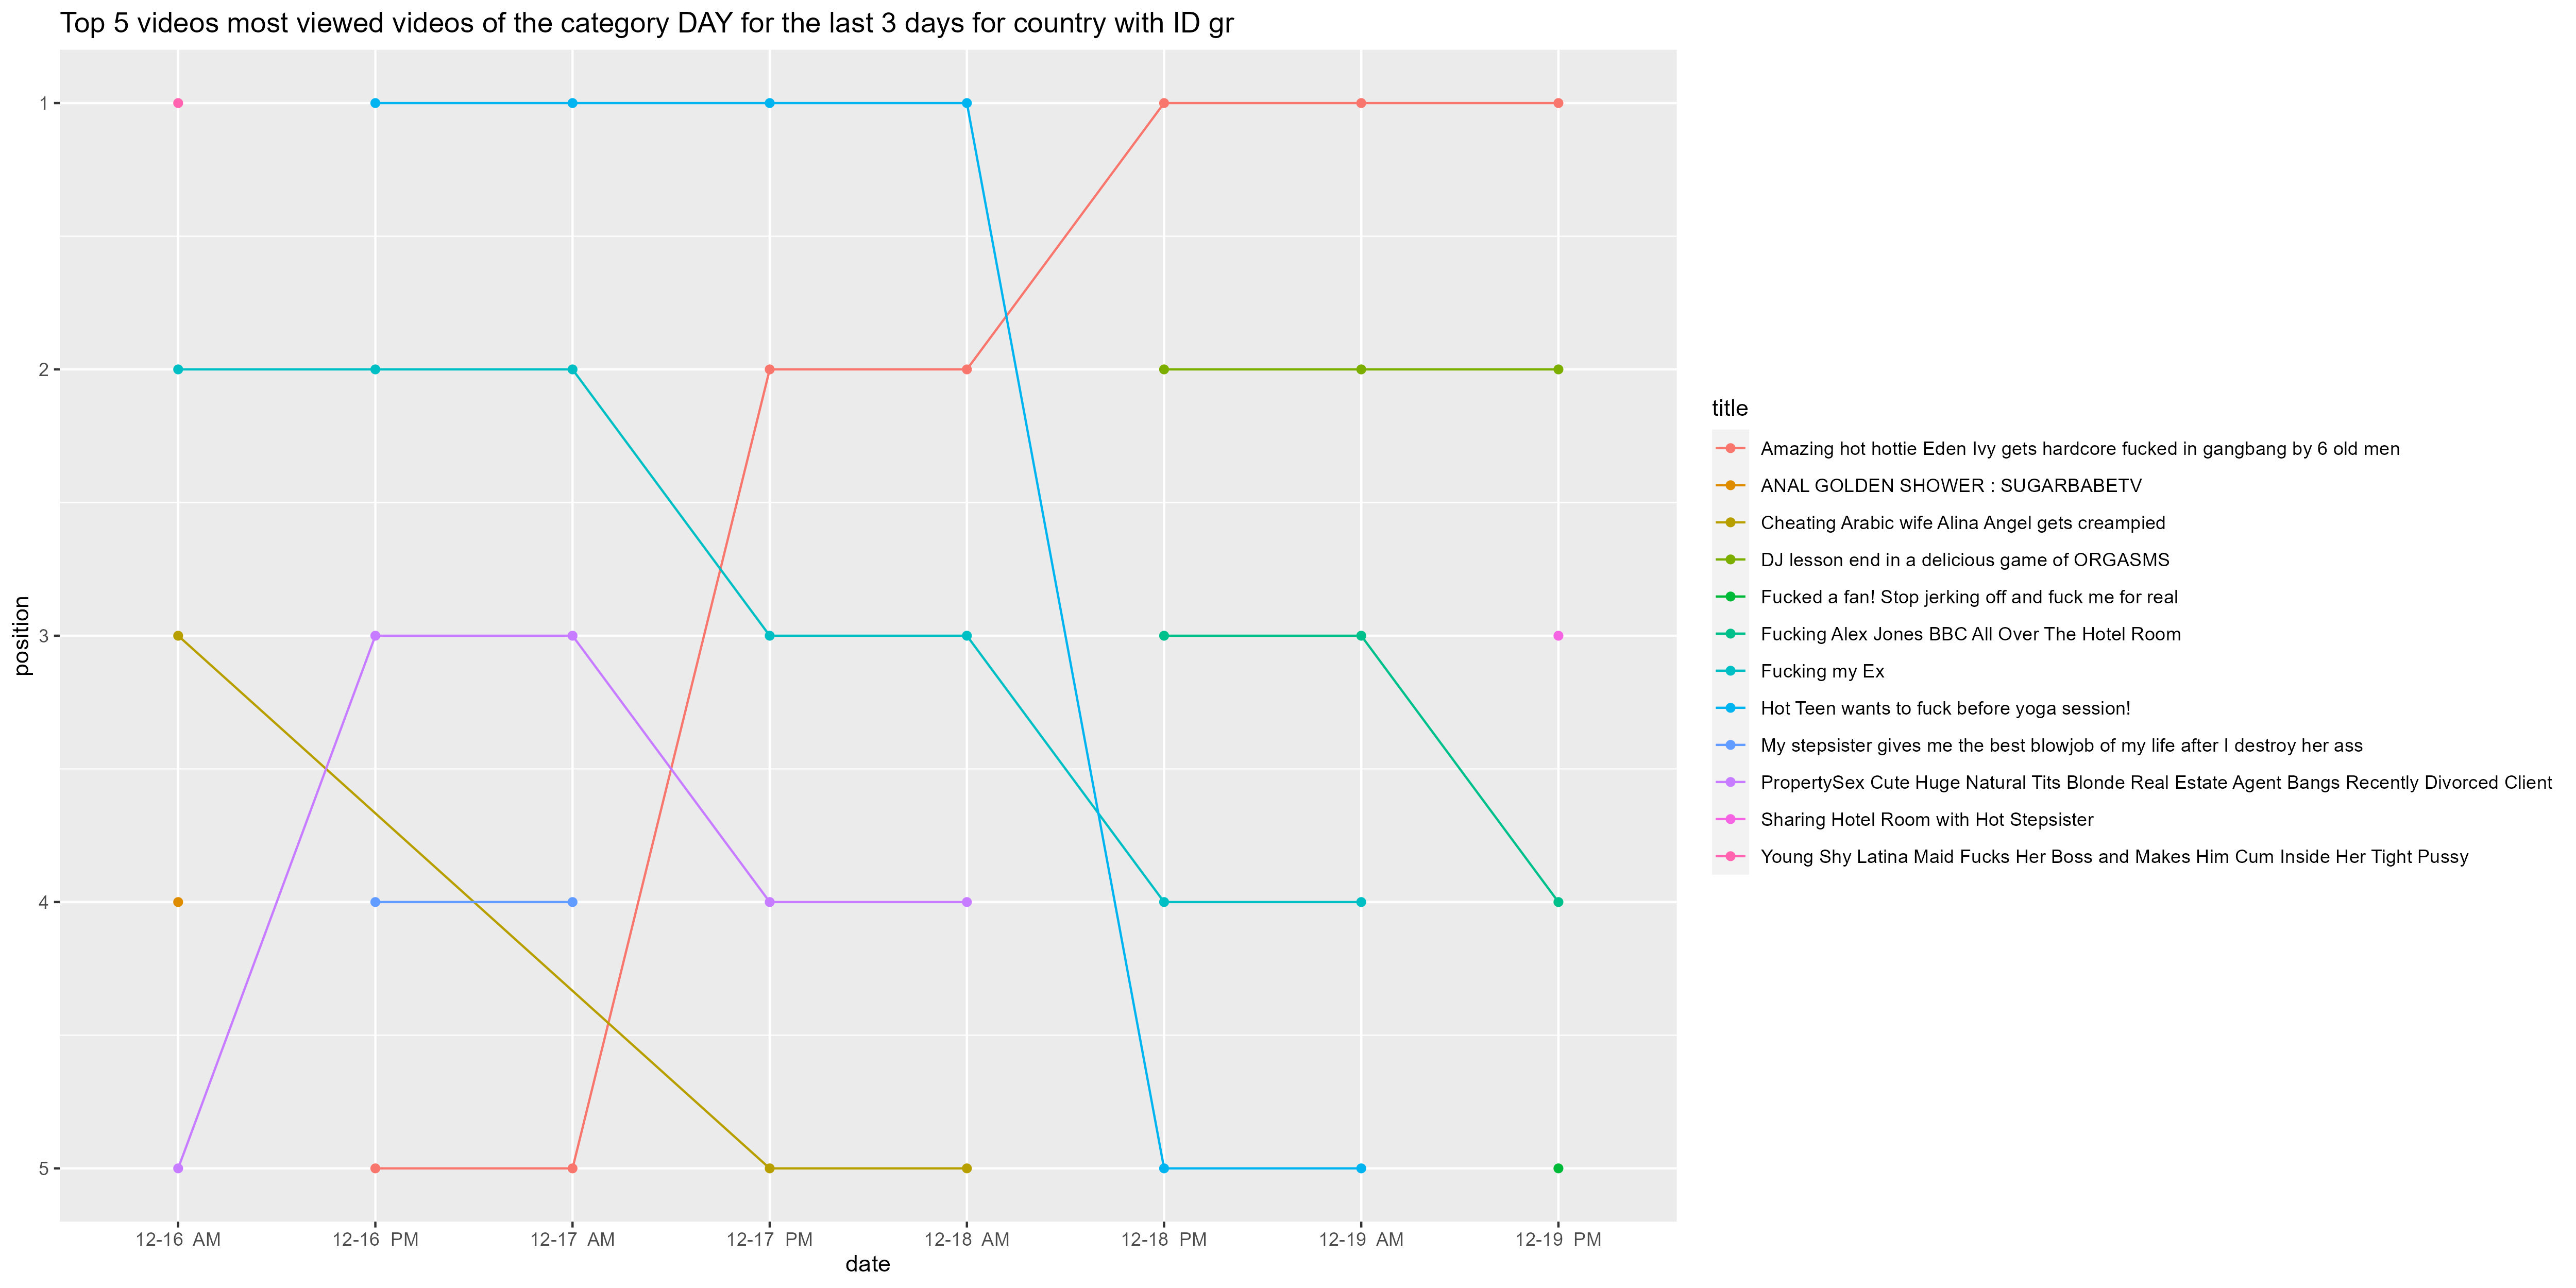 Top 5 videos most viewed videos of the category DAY for the last 3 days for country with ID gr
position
1
2
3
4
5
12-16 AM
12-16 PM
12-17 AM
12-17 PM
12-18 AM
12-18 PM
12-19 AM
12-19 PM
date
title
Amazing hot hottie Eden Ivy gets hardcore fucked in gangbang by 6 old men
ANAL GOLDEN SHOWER : SUGARBABETV
Cheating Arabic wife Alina Angel gets creampied
DJ lesson end in a delicious game of ORGASMS
Fucked a fan! Stop jerking off and fuck me for real
Fucking Alex Jones BBC All Over The Hotel Room
Fucking my Ex
Hot Teen wants to fuck before yoga session!
My stepsister gives me the best blowjob of my life after I destroy her ass
PropertySex Cute Huge Natural Tits Blonde Real Estate Agent Bangs Recently Divorced Client
Sharing Hotel Room with Hot Stepsister
Young Shy Latina Maid Fucks Her Boss and Makes Him Cum Inside Her Tight Pussy